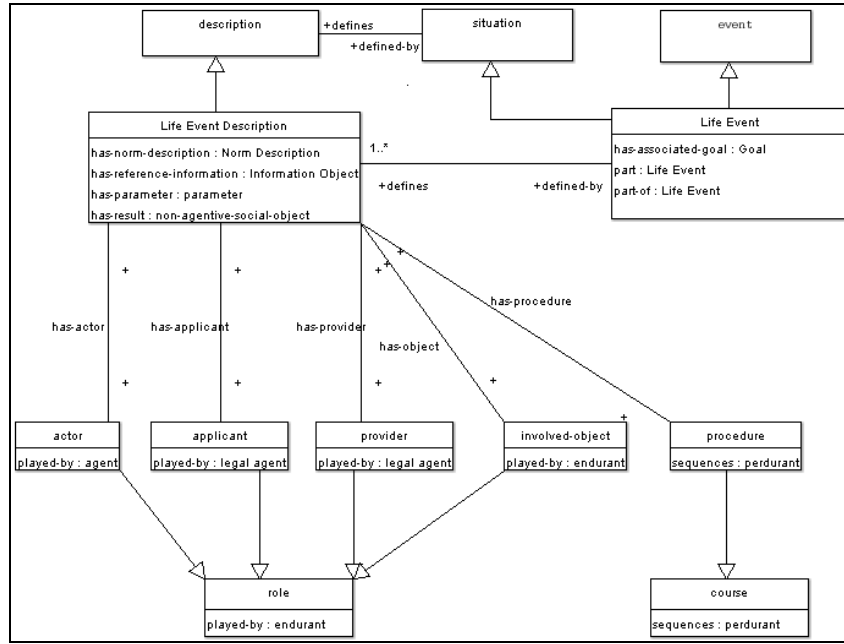 description
+defines
situation
event
+defined-by
Life Event Description
Life Event
has-norm-description : Norm Description
has-reference-information : Information Object
has-parameter : parameter
has-result : non-agentive-social-object
1..*
+defines
+defined-by
has-associated-goal : Goal
part : Life Event
part-of : Life Event
+
+
+
+
+
has-procedure
has-actor
has-applicant
has-provider
has-object
+
+
+
+
+
actor
applicant
provider
involved-object
procedure
played-by : agent
played-by : legal agent
played-by : legal agent
played-by : endurant
sequences : perdurant
role
course
played-by : endurant
sequences : perdurant